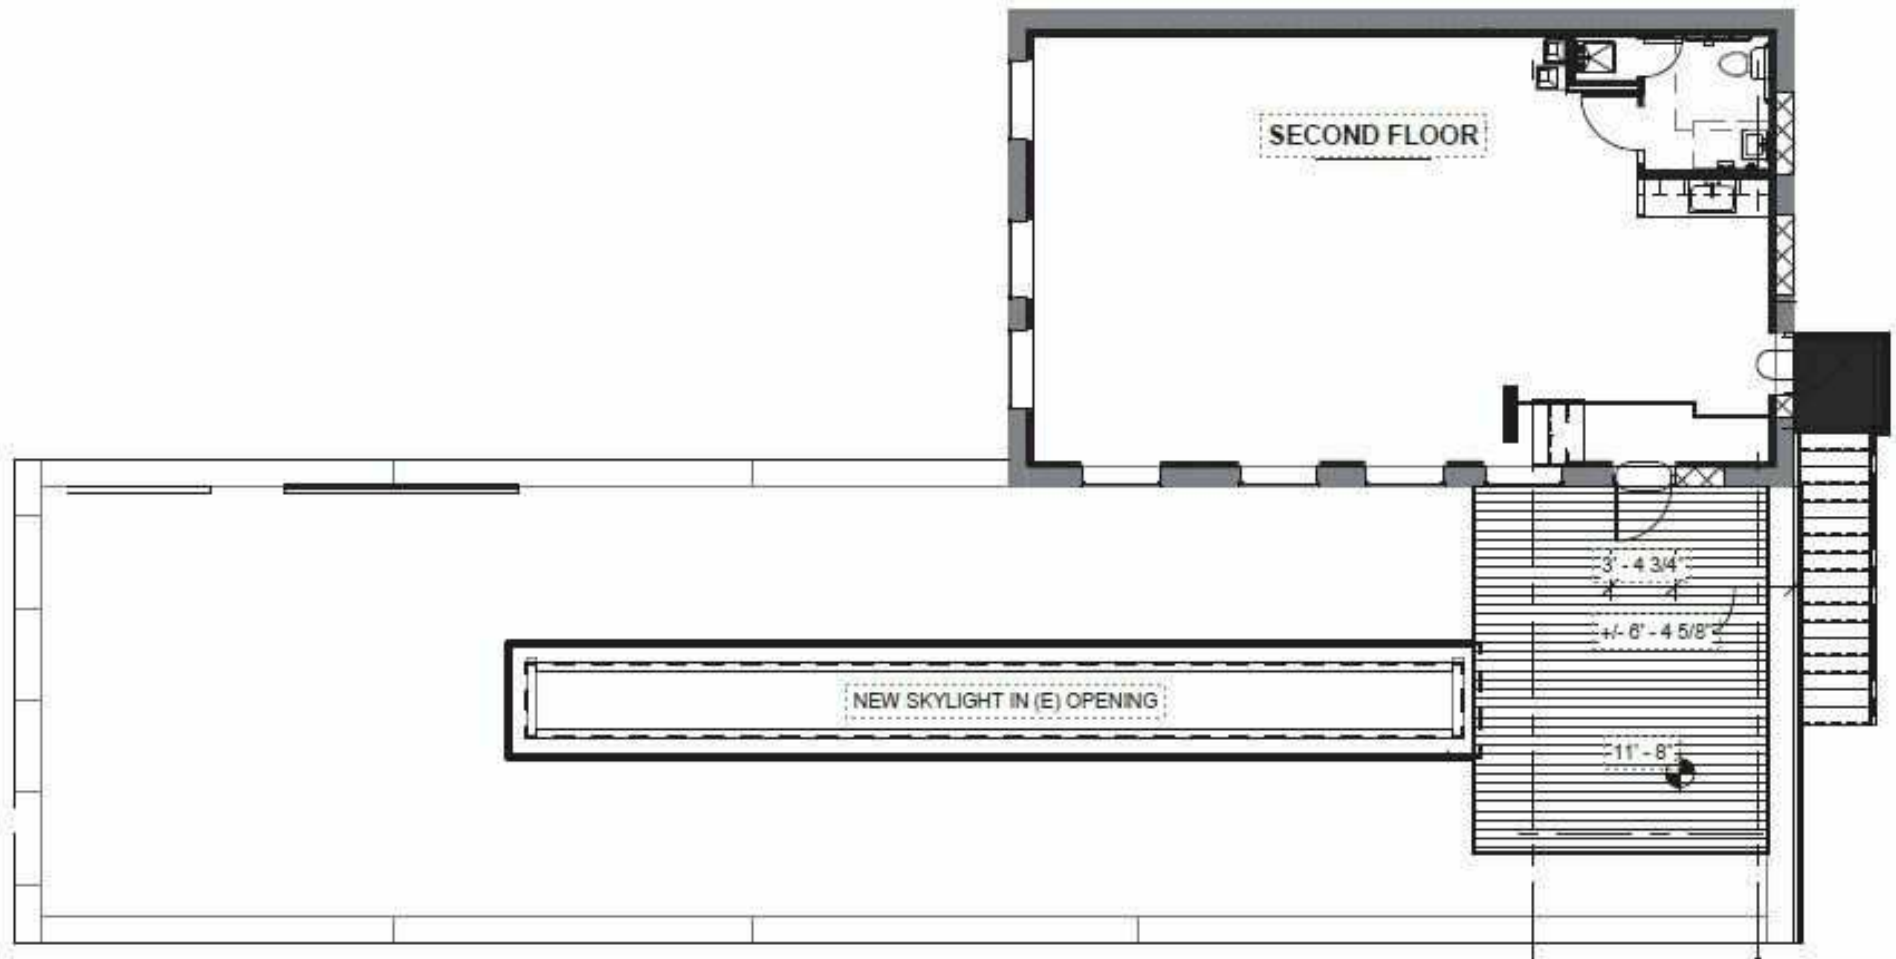 SECOND FLOOR
3' - 4 3/4"
+/- 6' - 4 5/8"
NEW SKYLIGHT IN (E) OPENING
11' - 8"